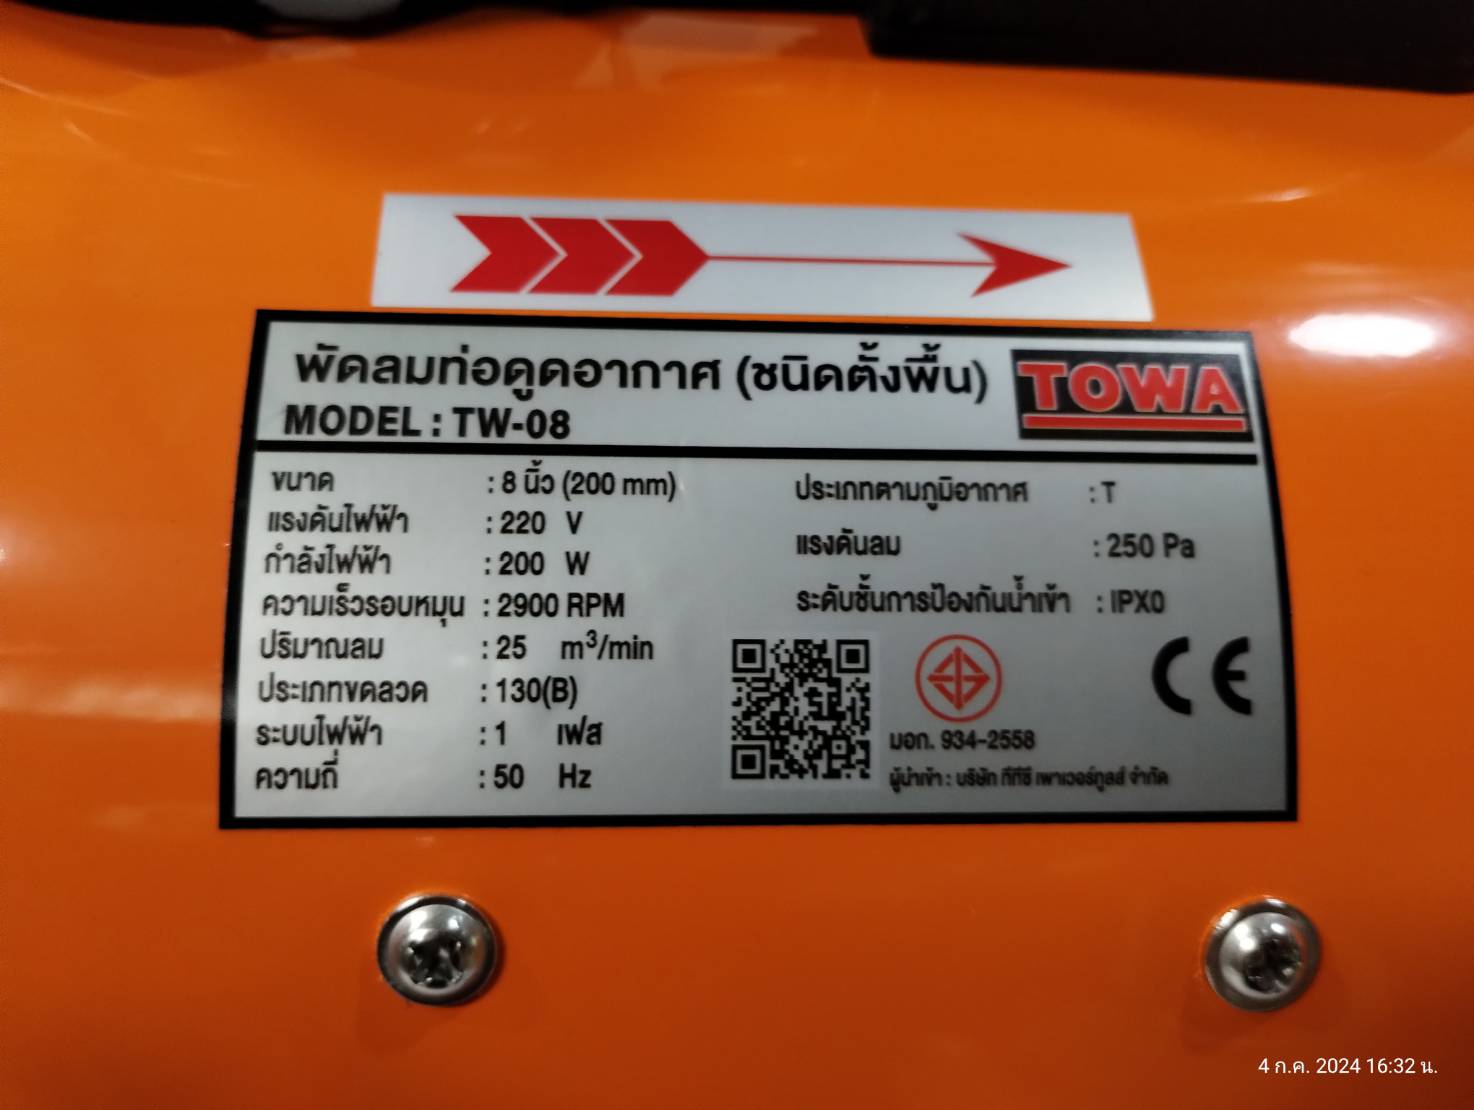 พัดลมท่อดูดอากาศ (ชนิดตั้งพื้น)
MODEL : TW-08
TOWA
ขนาด : 8 นิ้ว (200 mm)
แรงดันไฟฟ้า : 220 V
กำลังไฟฟ้า : 200 W
ความเร็วรอบหมุน : 2900 RPM
ปริมาณลม : 25 m³/min
ประเภทขดลวด : 130(B)
ระบบไฟฟ้า : 1 เฟส
ความถี่ : 50 Hz
ประเภทตามภูมิอากาศ : T
แรงดันลม : 250 Pa
ระดับชั้นการป้องกันน้ำเข้า : IPX0
CE
มอก. 934-2558
ผู้นำเข้า : บริษัท ทีทีซี เพาเวอร์ทูลส์ จำกัด
4 ก.ค. 2024 16:32 น.